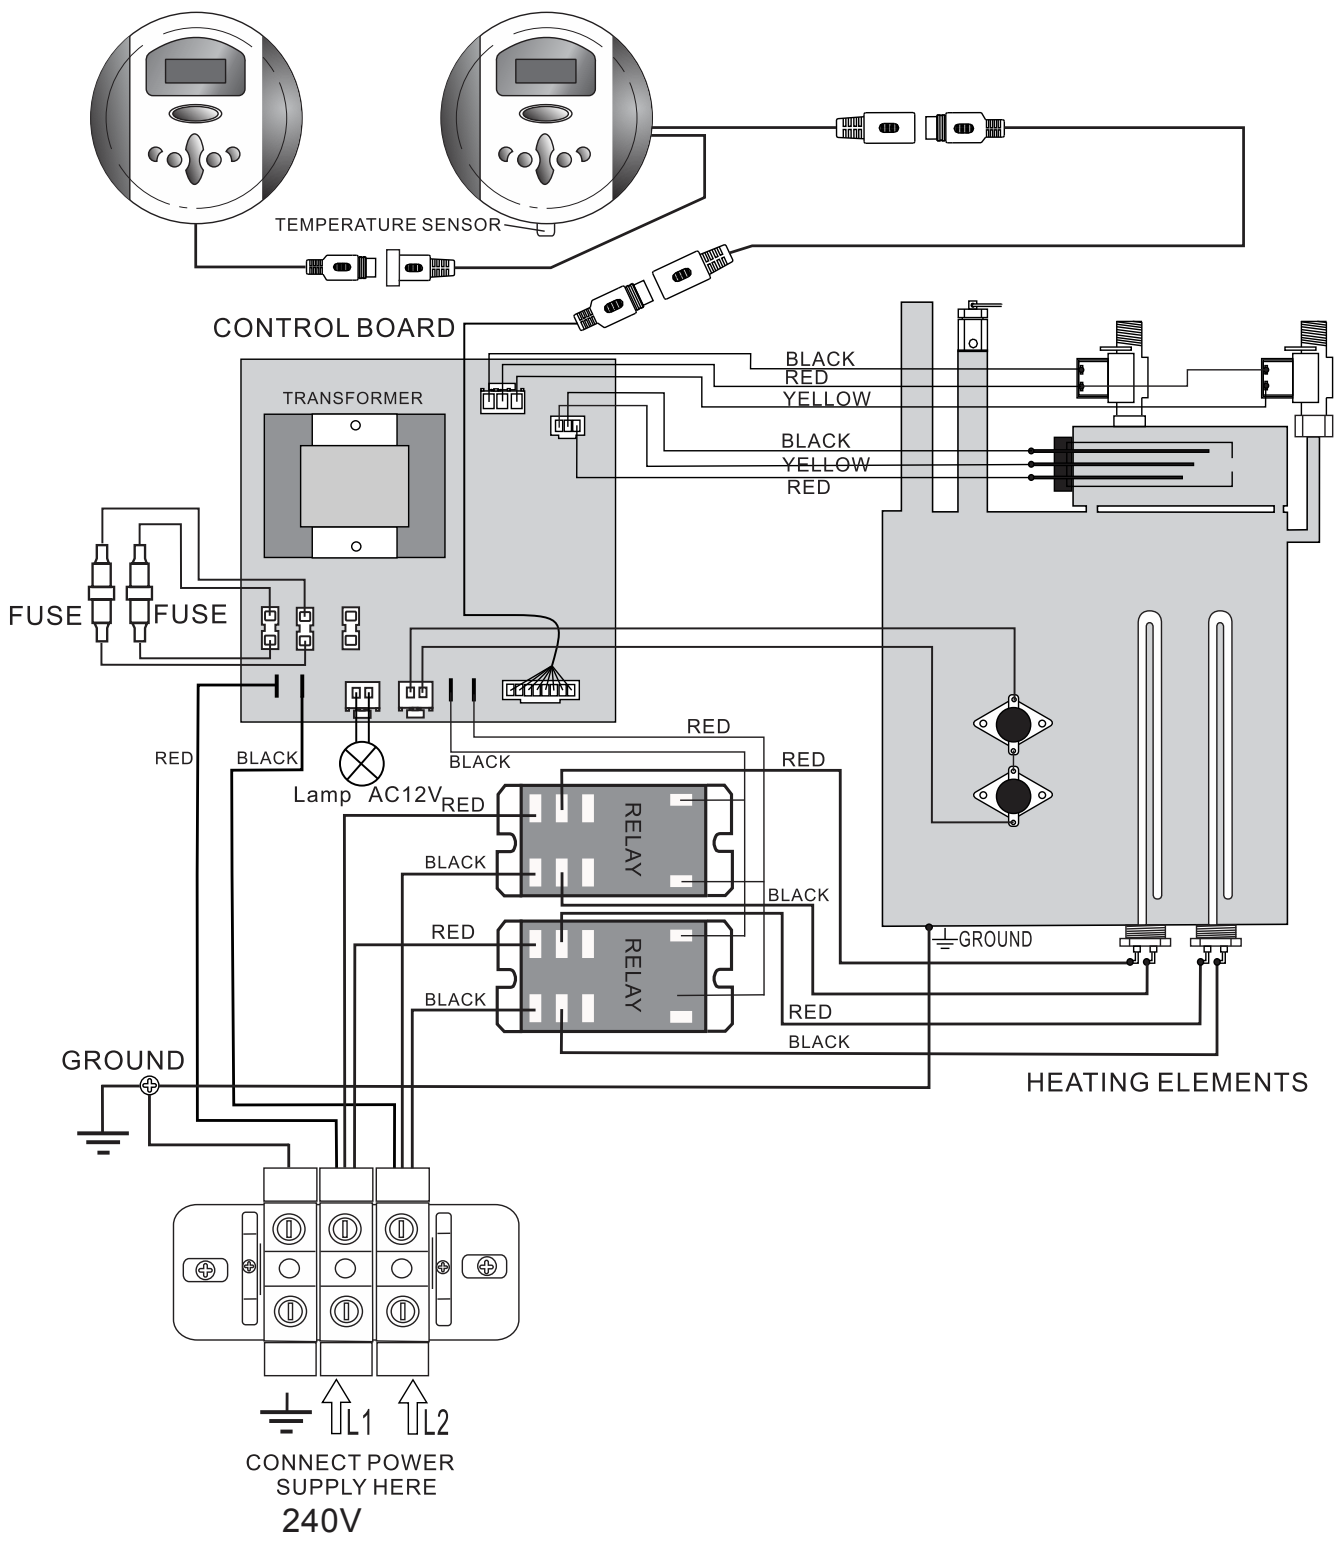 TEMPERATURE SENSOR
CONTROL BOARD
BLACK
RED
YELLOW
TRANSFORMER
BLACK
YELLOW
RED
FUSE
FUSE
RED
BLACK
RED
BLACK
RED
Lamp AC12V
RED
RELAY
BLACK
BLACK
RED
RELAY
GROUND
BLACK
RED
BLACK
GROUND
HEATING ELEMENTS
L1
L2
CONNECT POWER
SUPPLY HERE
240V